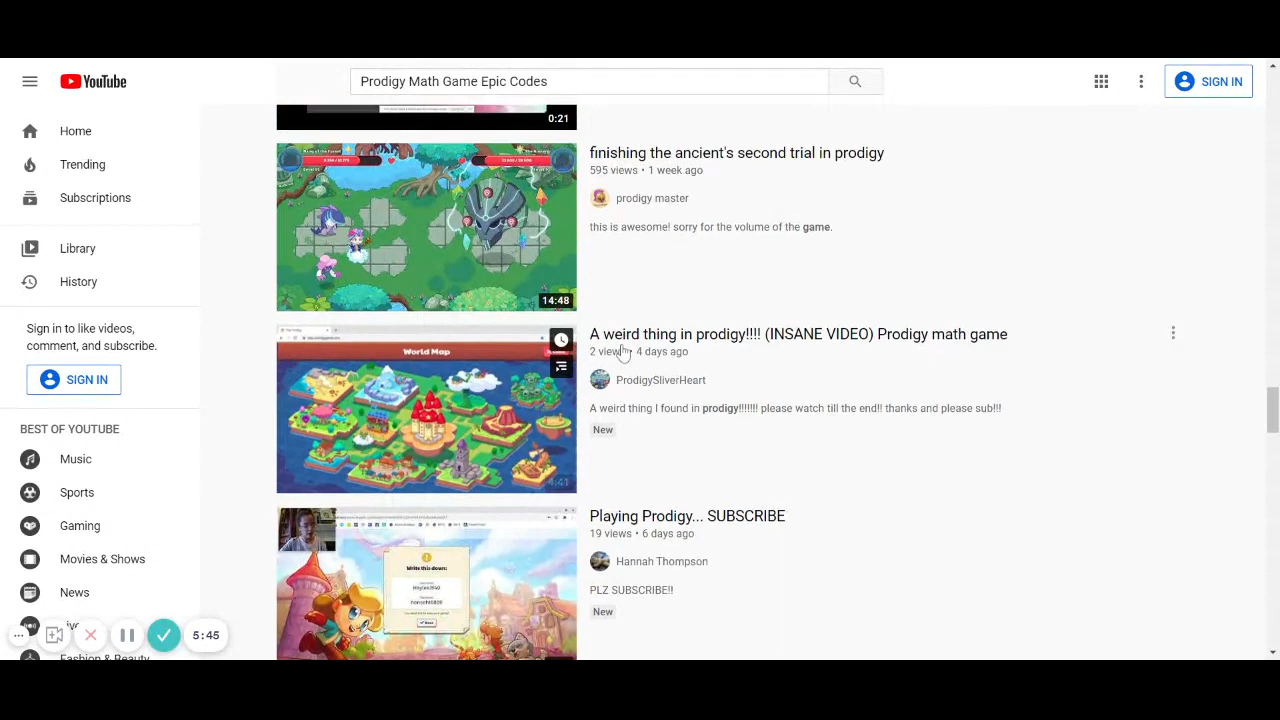 YouTube
Prodigy Math Game Epic Codes
SIGN IN
Home
Trending
Subscriptions
Library
History
Sign in to like videos,
comment, and subscribe.
SIGN IN
BEST OF YOUTUBE
Music
Sports
Gaming
Movies & Shows
News
Fashion & Beauty
5:45
0:21
finishing the ancient's second trial in prodigy
595 views • 1 week ago
prodigy master
this is awesome! sorry for the volume of the game.
14:48
A weird thing in prodigy!!!! (INSANE VIDEO) Prodigy math game
2 views • 4 days ago
ProdigySliverHeart
A weird thing I found in prodigy!!!!!!! please watch till the end!! thanks and please sub!!!
New
World Map
4:41
Playing Prodigy... SUBSCRIBE
19 views • 6 days ago
Hannah Thompson
PLZ SUBSCRIBE!!
New
Write this down: